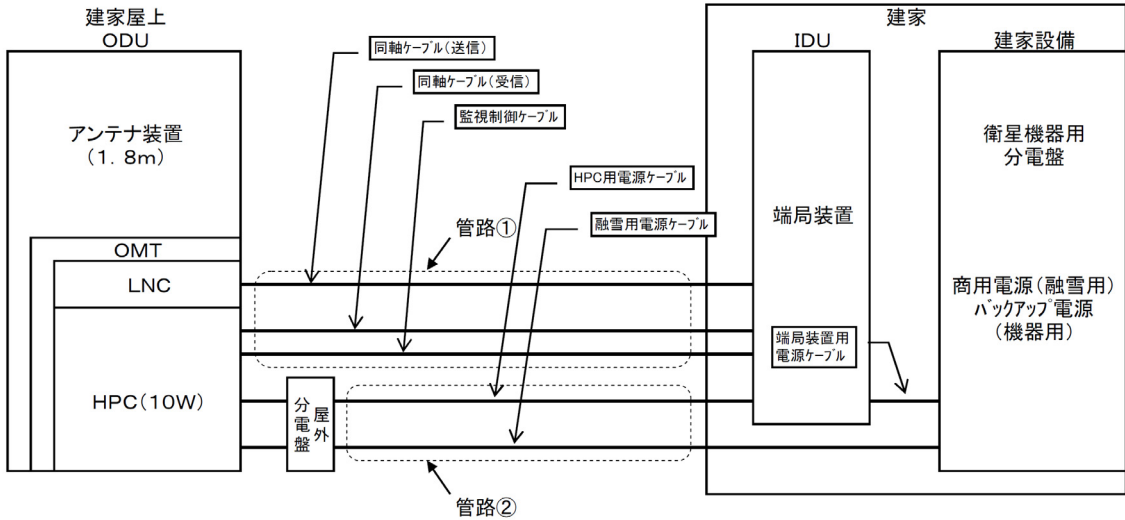 建家屋上
ODU
建家
IDU
建家設備
同軸ケーブル(送信)
同軸ケーブル(受信)
監視制御ケーブル
アンテナ装置
(1.8m)
衛星機器用
分電盤
HPC用電源ケーブル
融雪用電源ケーブル
端局装置
管路①
OMT
LNC
商用電源(融雪用)
バックアップ電源
(機器用)
端局装置用
電源ケーブル
HPC(10W)
屋外
分電盤
管路②